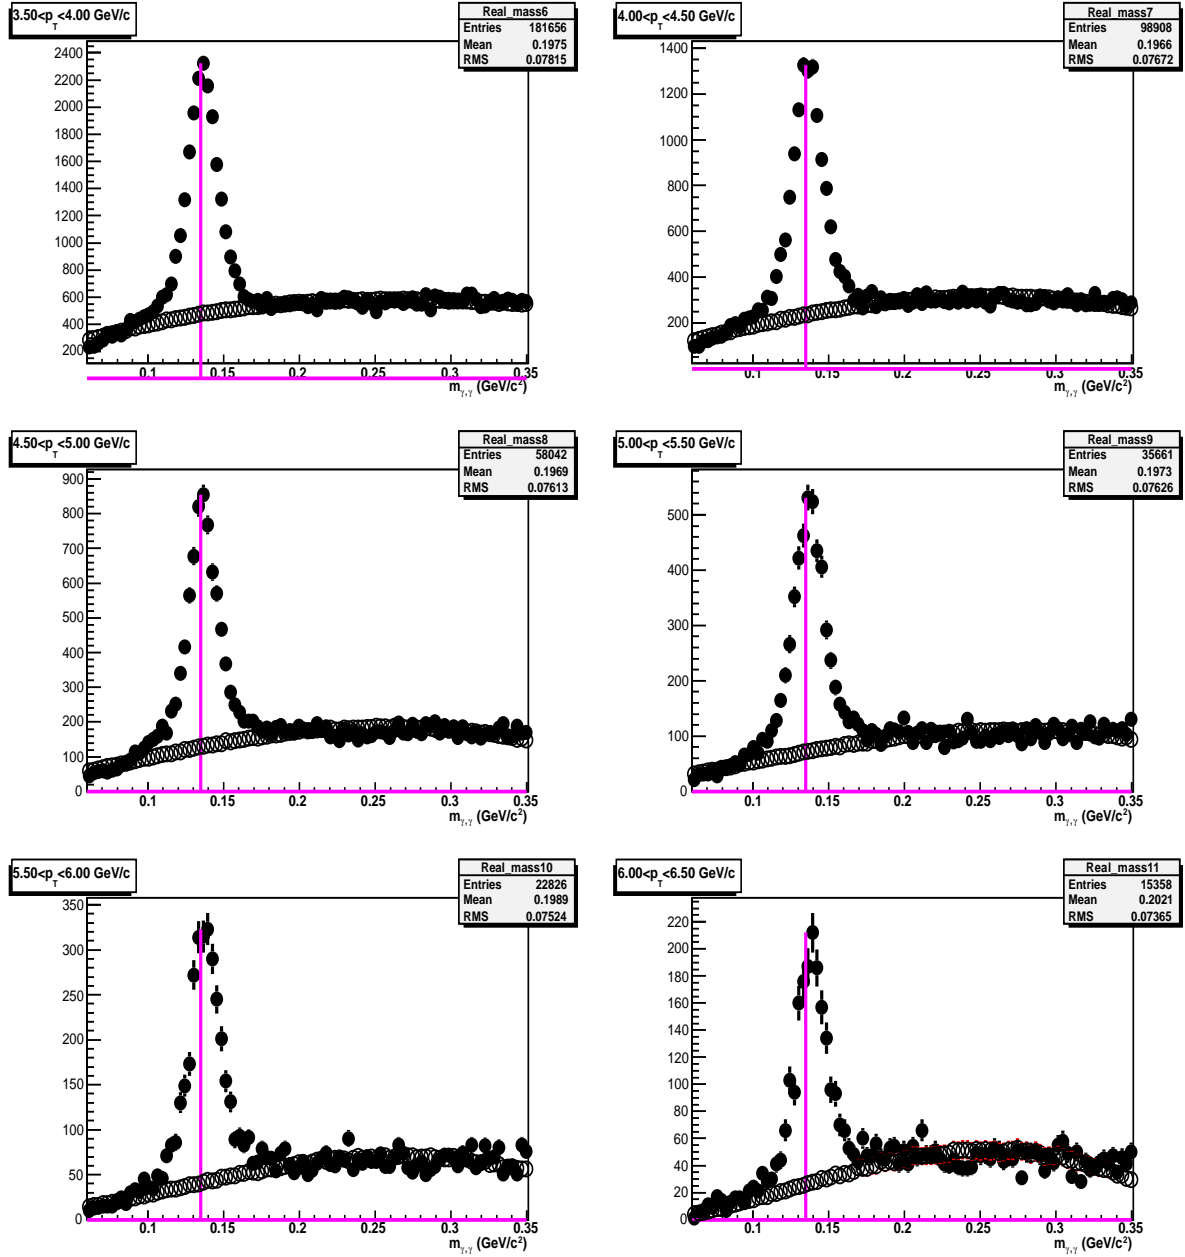 3.50<p_T<4.00 GeV/c
Real_mass6
Entries 181656
Mean 0.1975
RMS 0.07815
2400
2200
2000
1800
1600
1400
1200
1000
800
600
400
200
0.1 0.15 0.2 0.25 0.3 0.35
m_γ,γ (GeV/c²)
4.00<p_T<4.50 GeV/c
Real_mass7
Entries 98908
Mean 0.1966
RMS 0.07672
1400
1200
1000
800
600
400
200
0.1 0.15 0.2 0.25 0.3 0.35
m_γ,γ (GeV/c²)
4.50<p_T<5.00 GeV/c
Real_mass8
Entries 58042
Mean 0.1969
RMS 0.07613
900
800
700
600
500
400
300
200
100
0
0.1 0.15 0.2 0.25 0.3 0.35
m_γ,γ (GeV/c²)
5.00<p_T<5.50 GeV/c
Real_mass9
Entries 35661
Mean 0.1973
RMS 0.07626
500
400
300
200
100
0
0.1 0.15 0.2 0.25 0.3 0.35
m_γ,γ (GeV/c²)
5.50<p_T<6.00 GeV/c
Real_mass10
Entries 22826
Mean 0.1989
RMS 0.07524
350
300
250
200
150
100
50
0
0.1 0.15 0.2 0.25 0.3 0.35
m_γ,γ (GeV/c²)
6.00<p_T<6.50 GeV/c
Real_mass11
Entries 15358
Mean 0.2021
RMS 0.07365
220
200
180
160
140
120
100
80
60
40
20
0
0.1 0.15 0.2 0.25 0.3 0.35
m_γ,γ (GeV/c²)